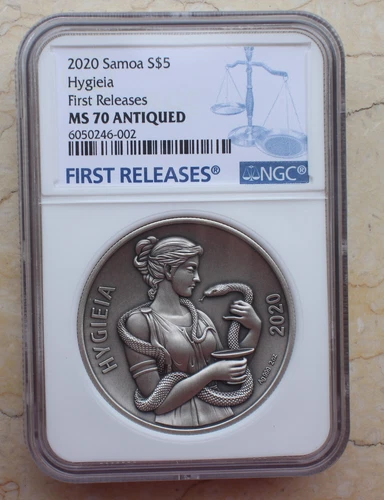 2020 Samoa S$5
Hygieia
First Releases
MS 70 ANTIQUED
6050246-002
FIRST RELEASES®
NGC®
HYGIEIA
2020